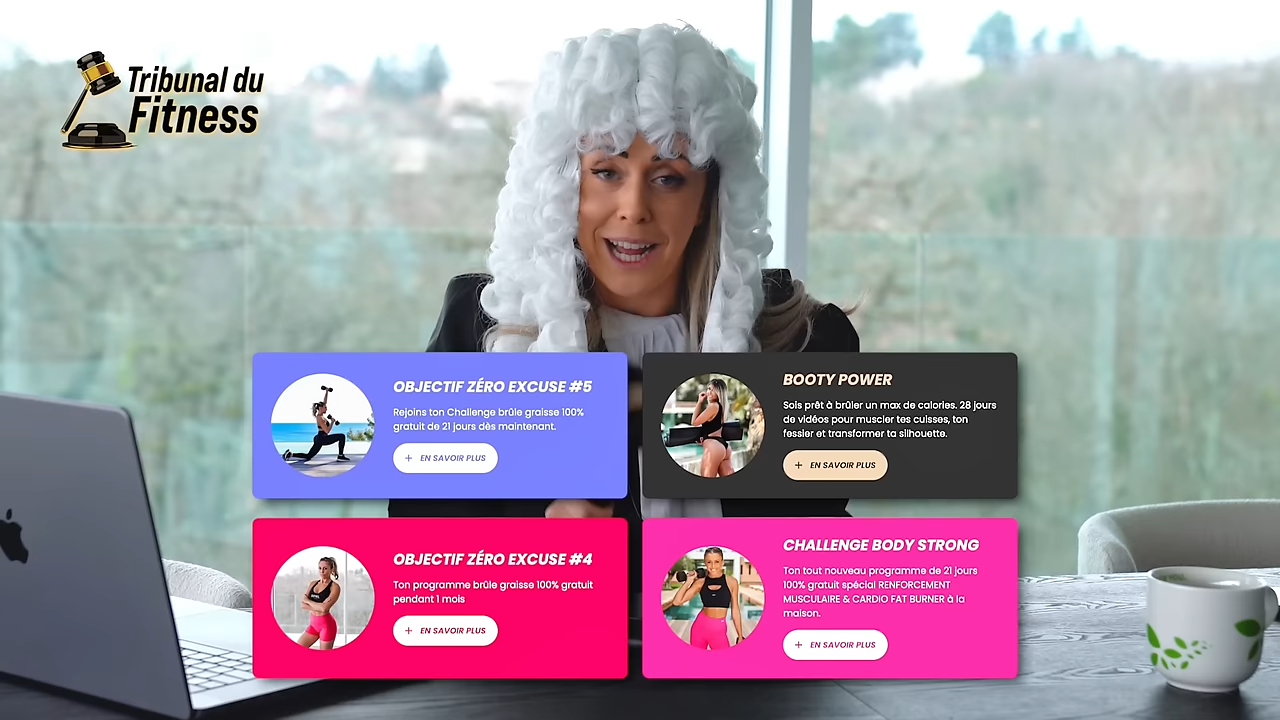 Tribunal du
Fitness
OBJECTIF ZÉRO EXCUSE #5
Rejoins ton Challenge brûle graisse 100%
gratuit de 21 jours dès maintenant.
+ EN SAVOIR PLUS
BOOTY POWER
Sois prêt à brûler un max de calories. 28 jours
de vidéos pour muscler tes cuisses, ton
fessier et transformer ta silhouette.
+ EN SAVOIR PLUS
OBJECTIF ZÉRO EXCUSE #4
Ton programme brûle graisse 100% gratuit
pendant 1 mois
+ EN SAVOIR PLUS
CHALLENGE BODY STRONG
Ton tout nouveau programme de 21 jours
100% gratuit spécial RENFORCEMENT
MUSCULAIRE & CARDIO FAT BURNER à la
maison.
+ EN SAVOIR PLUS